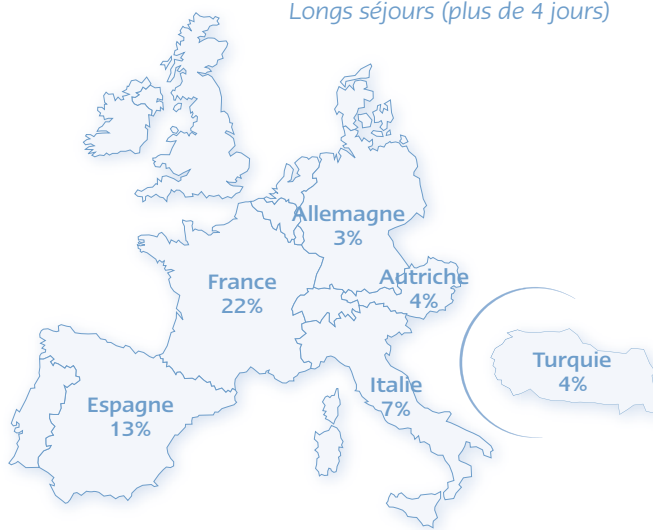 Longs séjours (plus de 4 jours)
Allemagne
3%
Autriche
4%
France
22%
Turquie
4%
Italie
7%
Espagne
13%